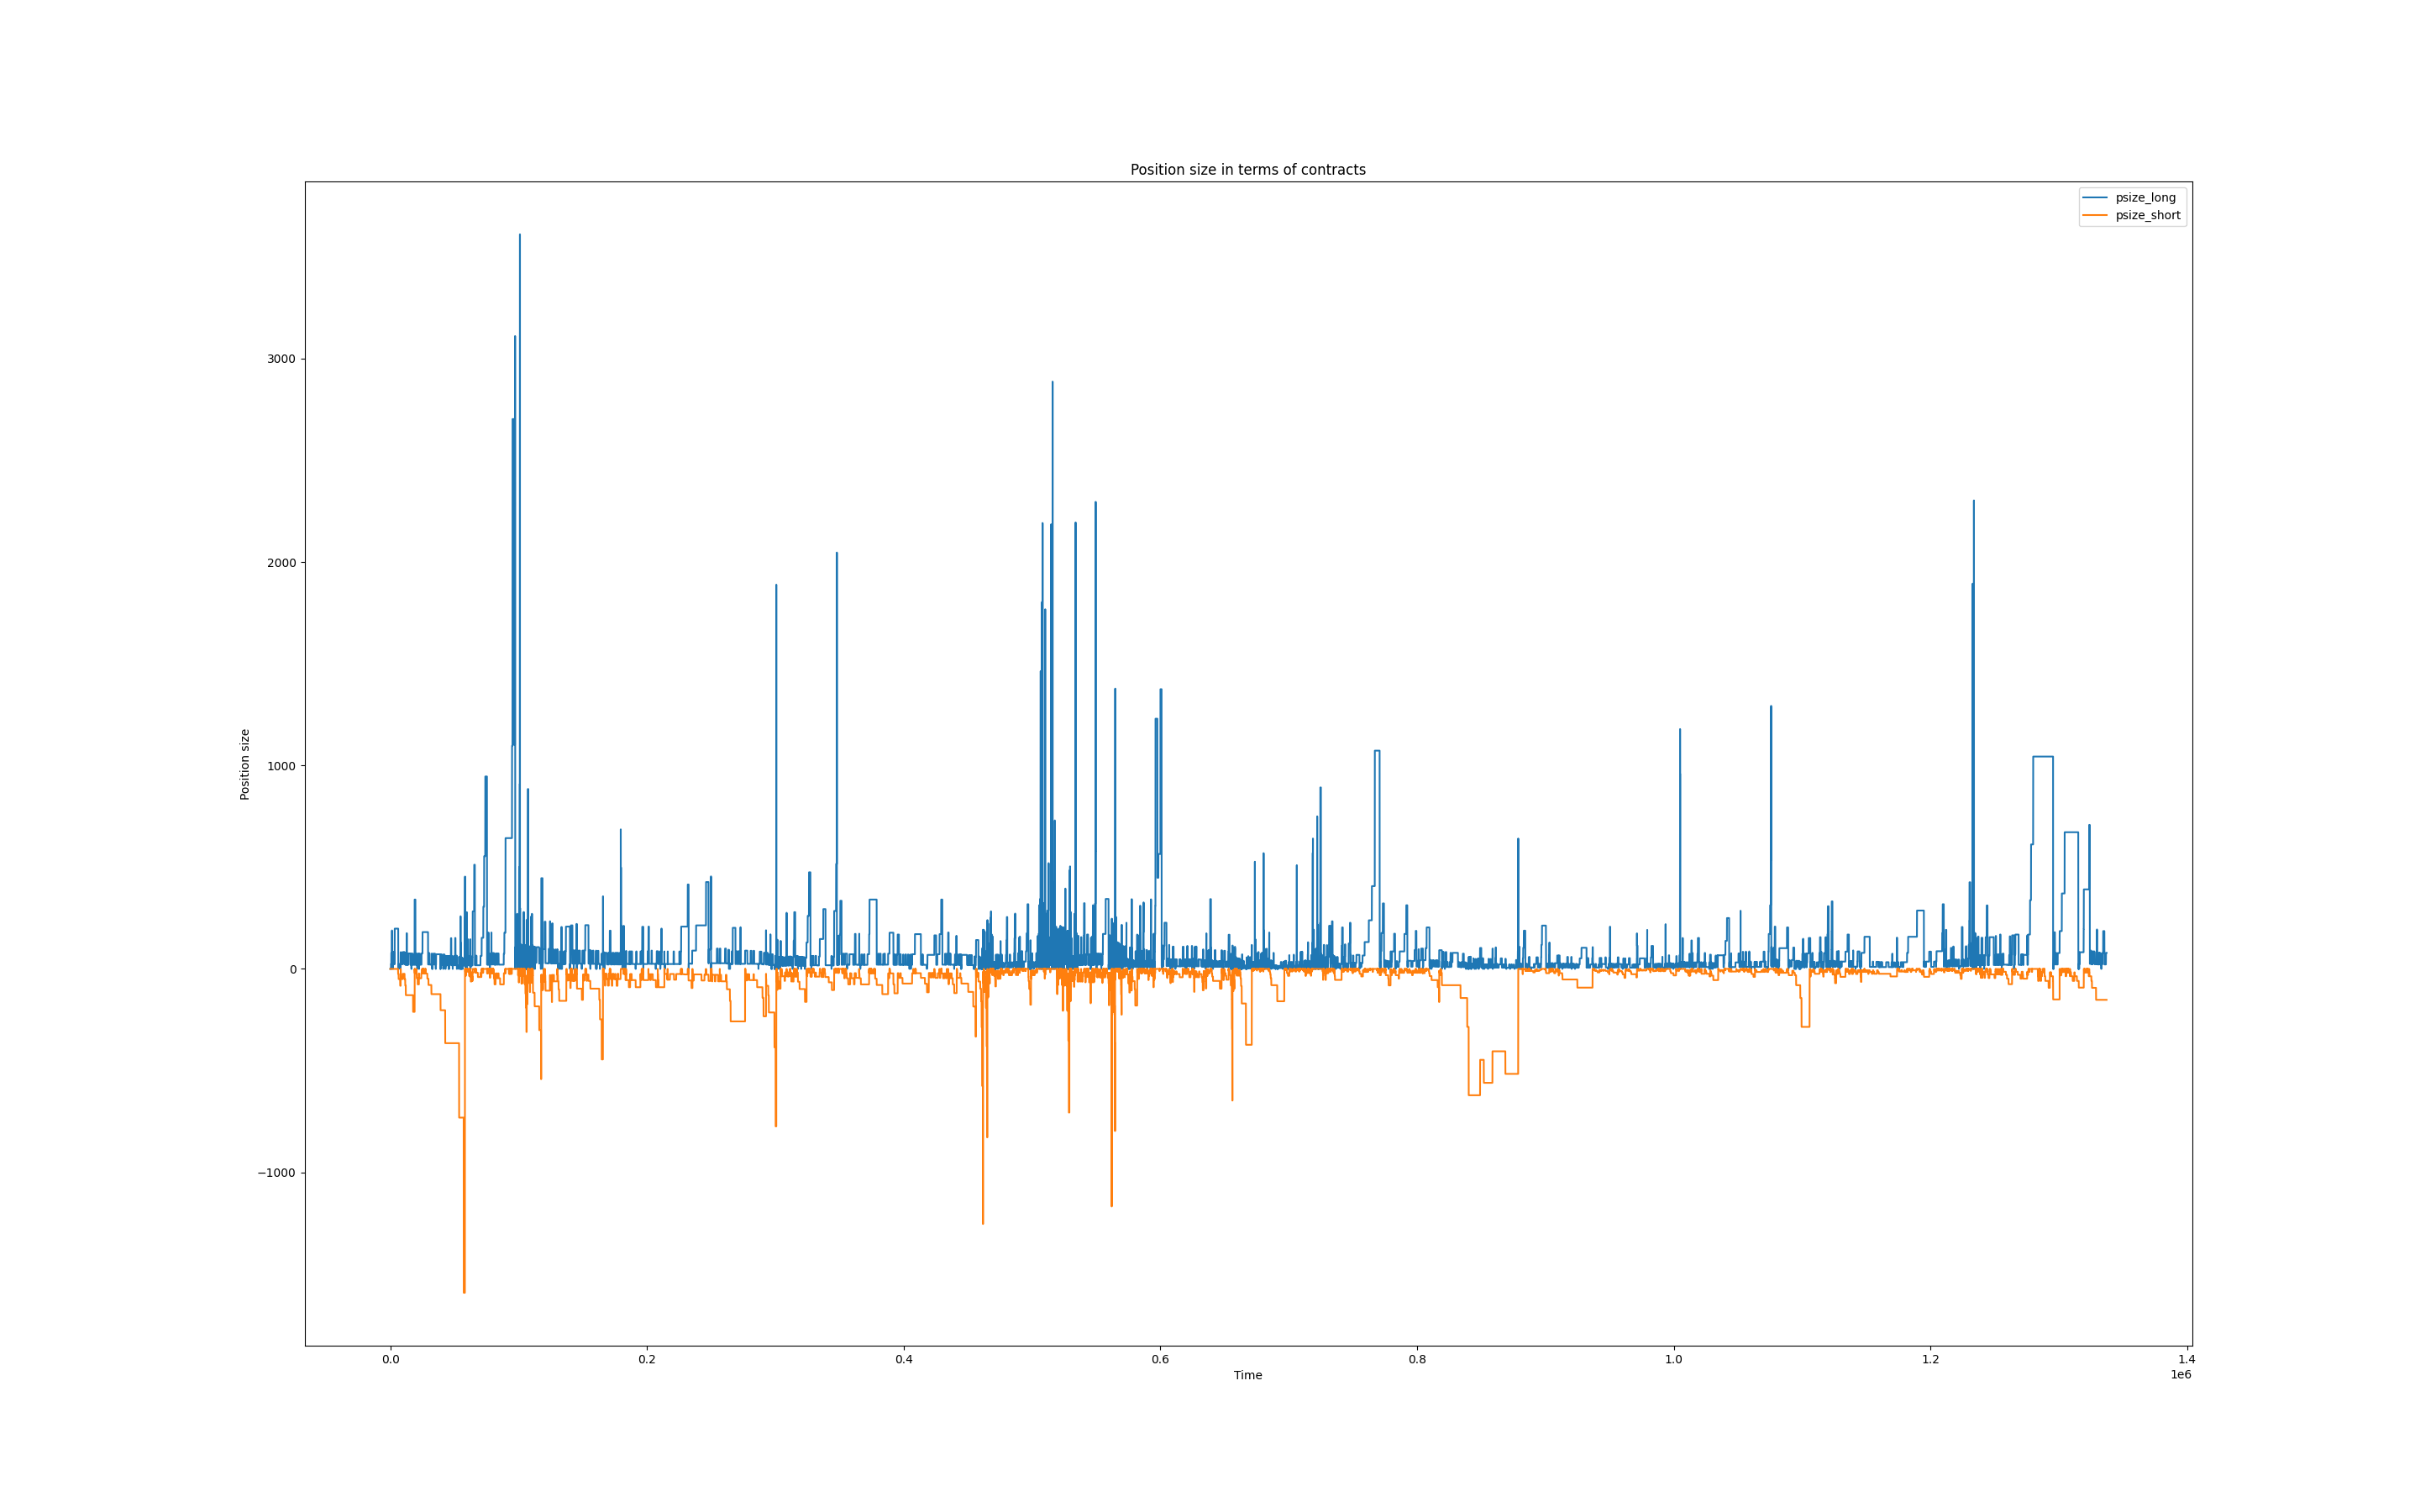 Position size in terms of contracts
psize_long
psize_short
3000
2000
1000
0
−1000
Position size
0.0
0.2
0.4
0.6
0.8
1.0
1.2
1.4
Time
1e6